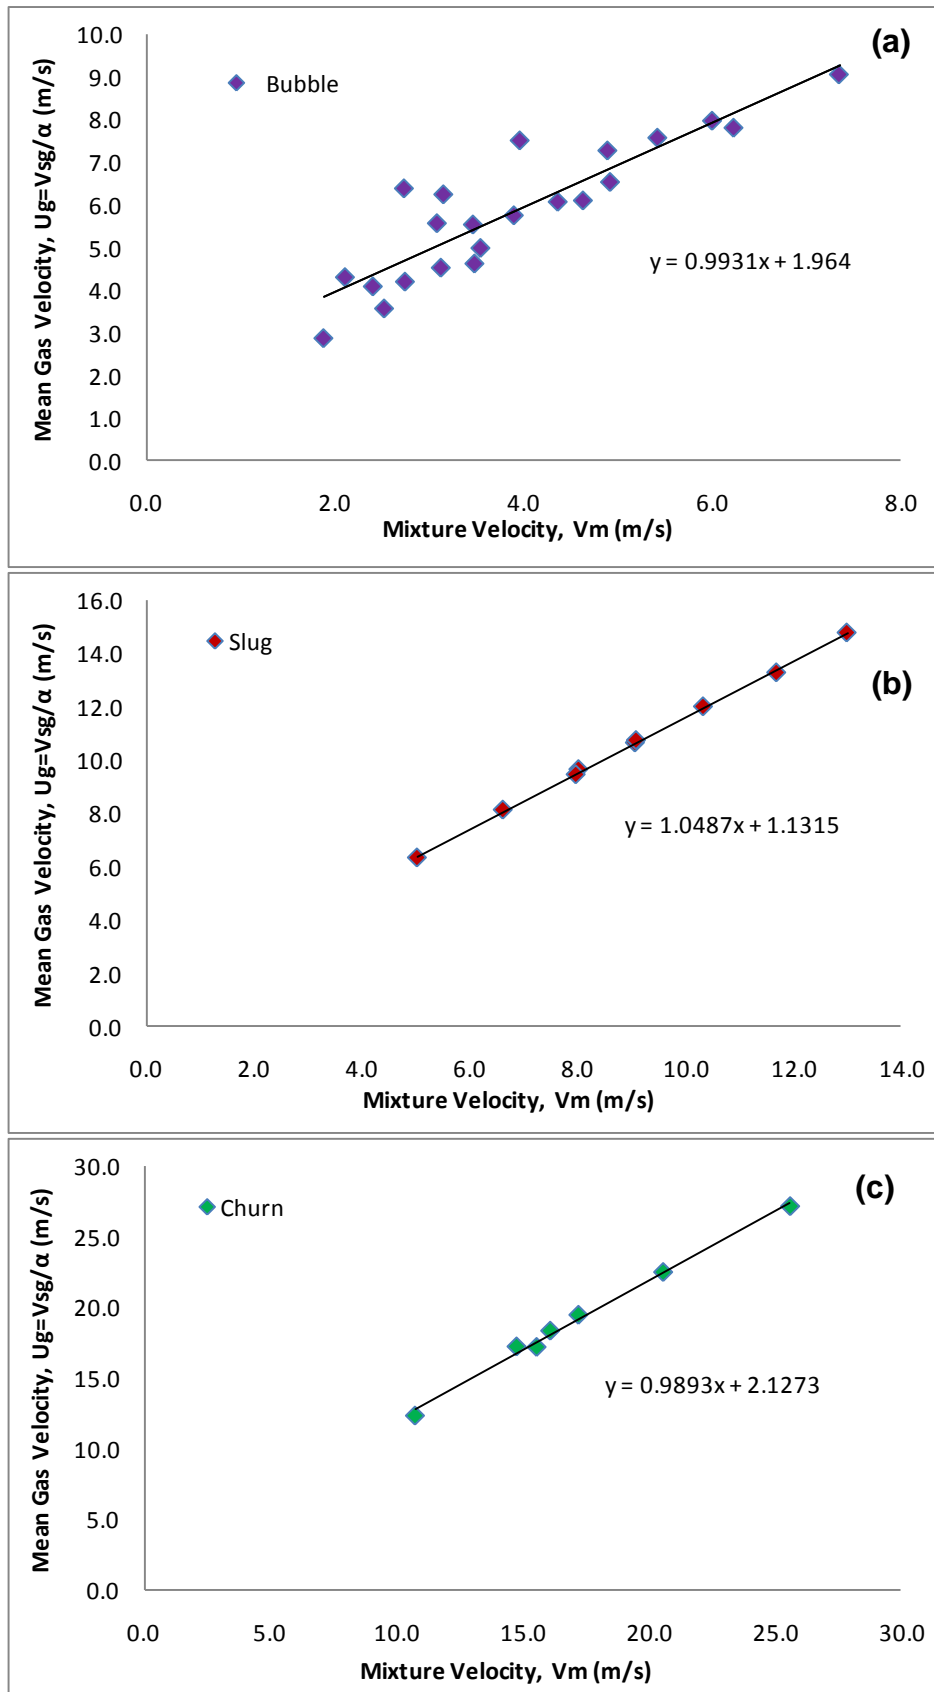 (a)
10.0
9.0
8.0
7.0
6.0
5.0
4.0
3.0
2.0
1.0
0.0
Mean Gas Velocity, Ug=Vsg/α (m/s)
Bubble
y = 0.9931x + 1.964
0.0 2.0 4.0 6.0 8.0
Mixture Velocity, Vm (m/s)
(b)
16.0
14.0
12.0
10.0
8.0
6.0
4.0
2.0
0.0
Mean Gas Velocity, Ug=Vsg/α (m/s)
Slug
y = 1.0487x + 1.1315
0.0 2.0 4.0 6.0 8.0 10.0 12.0 14.0
Mixture Velocity, Vm (m/s)
(c)
30.0
25.0
20.0
15.0
10.0
5.0
0.0
Mean Gas Velocity, Ug=Vsg/α (m/s)
Churn
y = 0.9893x + 2.1273
0.0 5.0 10.0 15.0 20.0 25.0 30.0
Mixture Velocity, Vm (m/s)